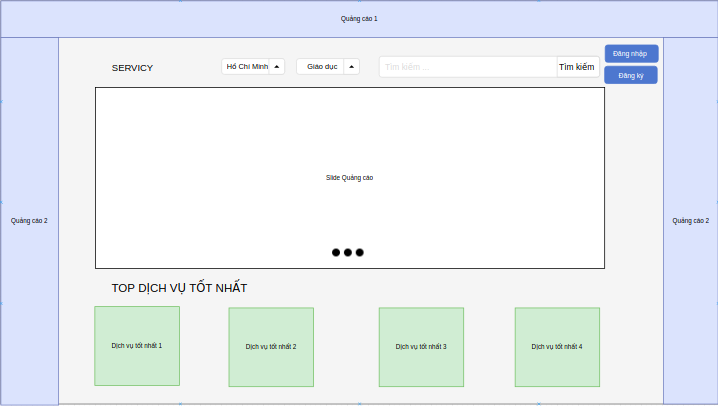 Quảng cáo 1
Đăng nhập
SERVICY
Hồ Chí Minh
Giáo dục
Tìm kiếm ...
Tìm kiếm
Đăng ký
Slide Quảng cáo
Quảng cáo 2
Quảng cáo 2
TOP DỊCH VỤ TỐT NHẤT
Dịch vụ tốt nhất 1
Dịch vụ tốt nhất 2
Dịch vụ tốt nhất 3
Dịch vụ tốt nhất 4